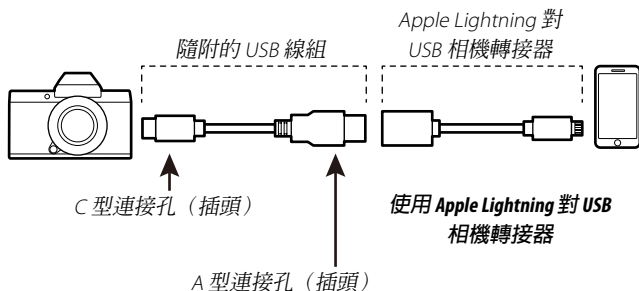 隨附的 USB 線組
Apple Lightning 對
USB 相機轉接器
C 型連接孔（插頭）
使用 Apple Lightning 對 USB
相機轉接器
A 型連接孔（插頭）